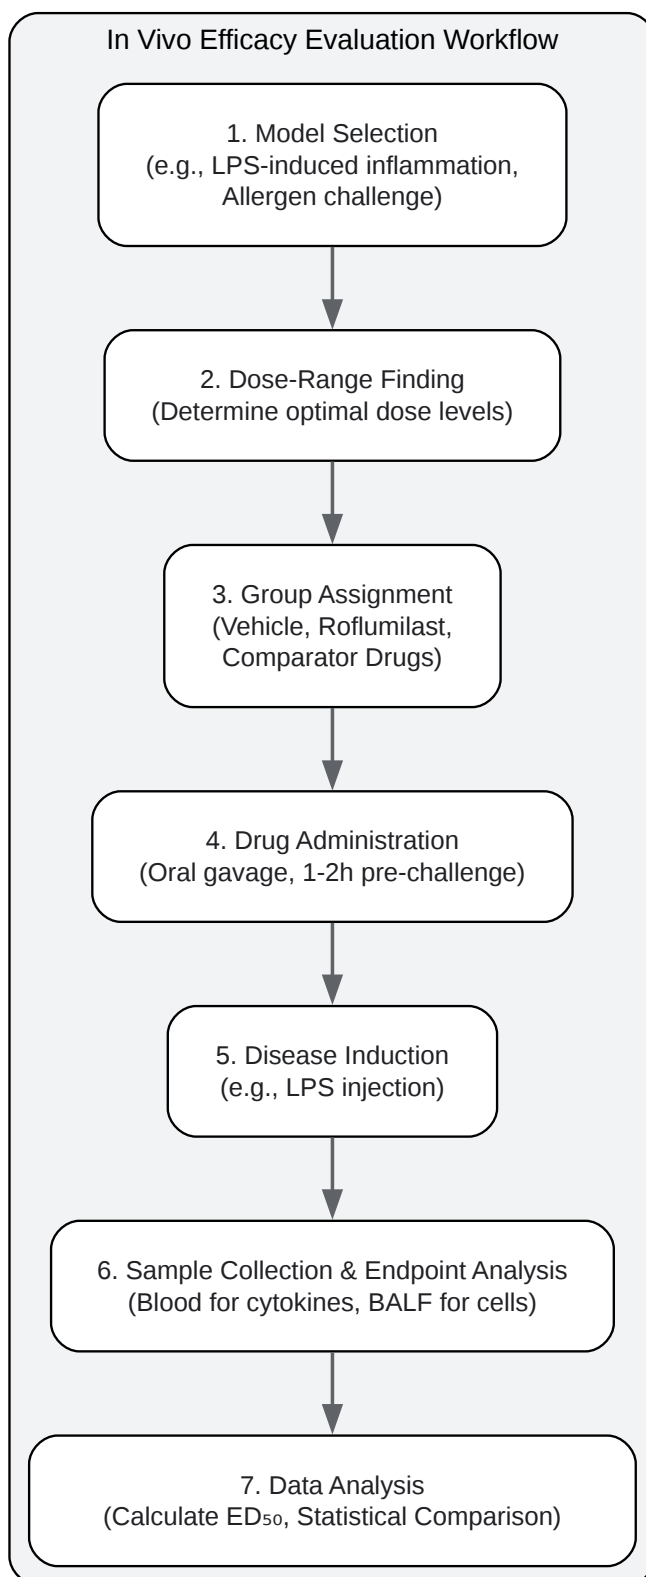 In Vivo Efficacy Evaluation Workflow
1. Model Selection
(e.g., LPS-induced inflammation,
Allergen challenge)
2. Dose-Range Finding
(Determine optimal dose levels)
3. Group Assignment
(Vehicle, Roflumilast,
Comparator Drugs)
4. Drug Administration
(Oral gavage, 1-2h pre-challenge)
5. Disease Induction
(e.g., LPS injection)
6. Sample Collection & Endpoint Analysis
(Blood for cytokines, BALF for cells)
7. Data Analysis
(Calculate ED₅₀, Statistical Comparison)